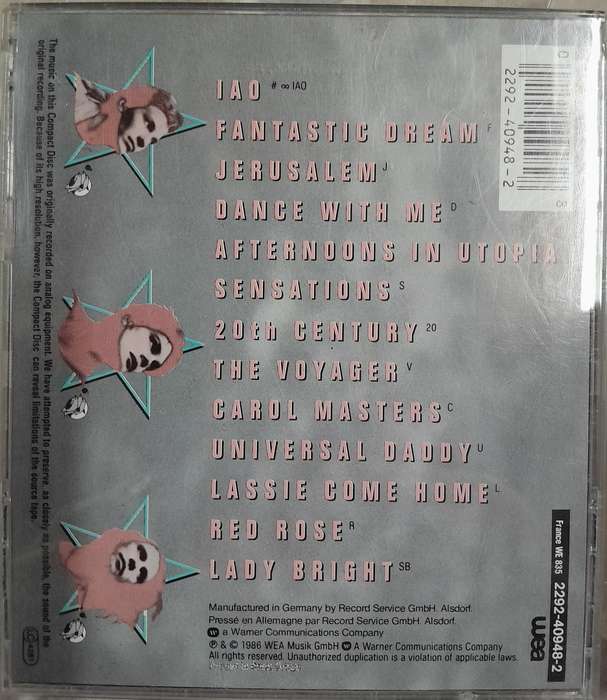 IAO # ∞ IAO
FANTASTIC DREAM F
JERUSALEM J
DANCE WITH ME D
AFTERNOONS IN UTOPIA
SENSATIONS S
20th CENTURY 20
THE VOYAGER V
CAROL MASTERS C
UNIVERSAL DADDY U
LASSIE COME HOME L
RED ROSE R
LADY BRIGHT SB
Manufactured in Germany by Record Service GmbH. Alsdorf.
Pressé en Allemagne par Record Service GmbH. Alsdorf.
a Warner Communications Company
℗ & © 1986 WEA Musik GmbH A Warner Communications Company
All rights reserved. Unauthorized duplication is a violation of applicable laws.
The music on this Compact Disc was originally recorded on analog equipment. We have attempted to preserve, as closely as possible, the sound of the
original recording. Because of its high resolution, however, the Compact Disc can reveal limitations of the source tape.
2292-40948-2
France WE 835 2292-40948-2
wea